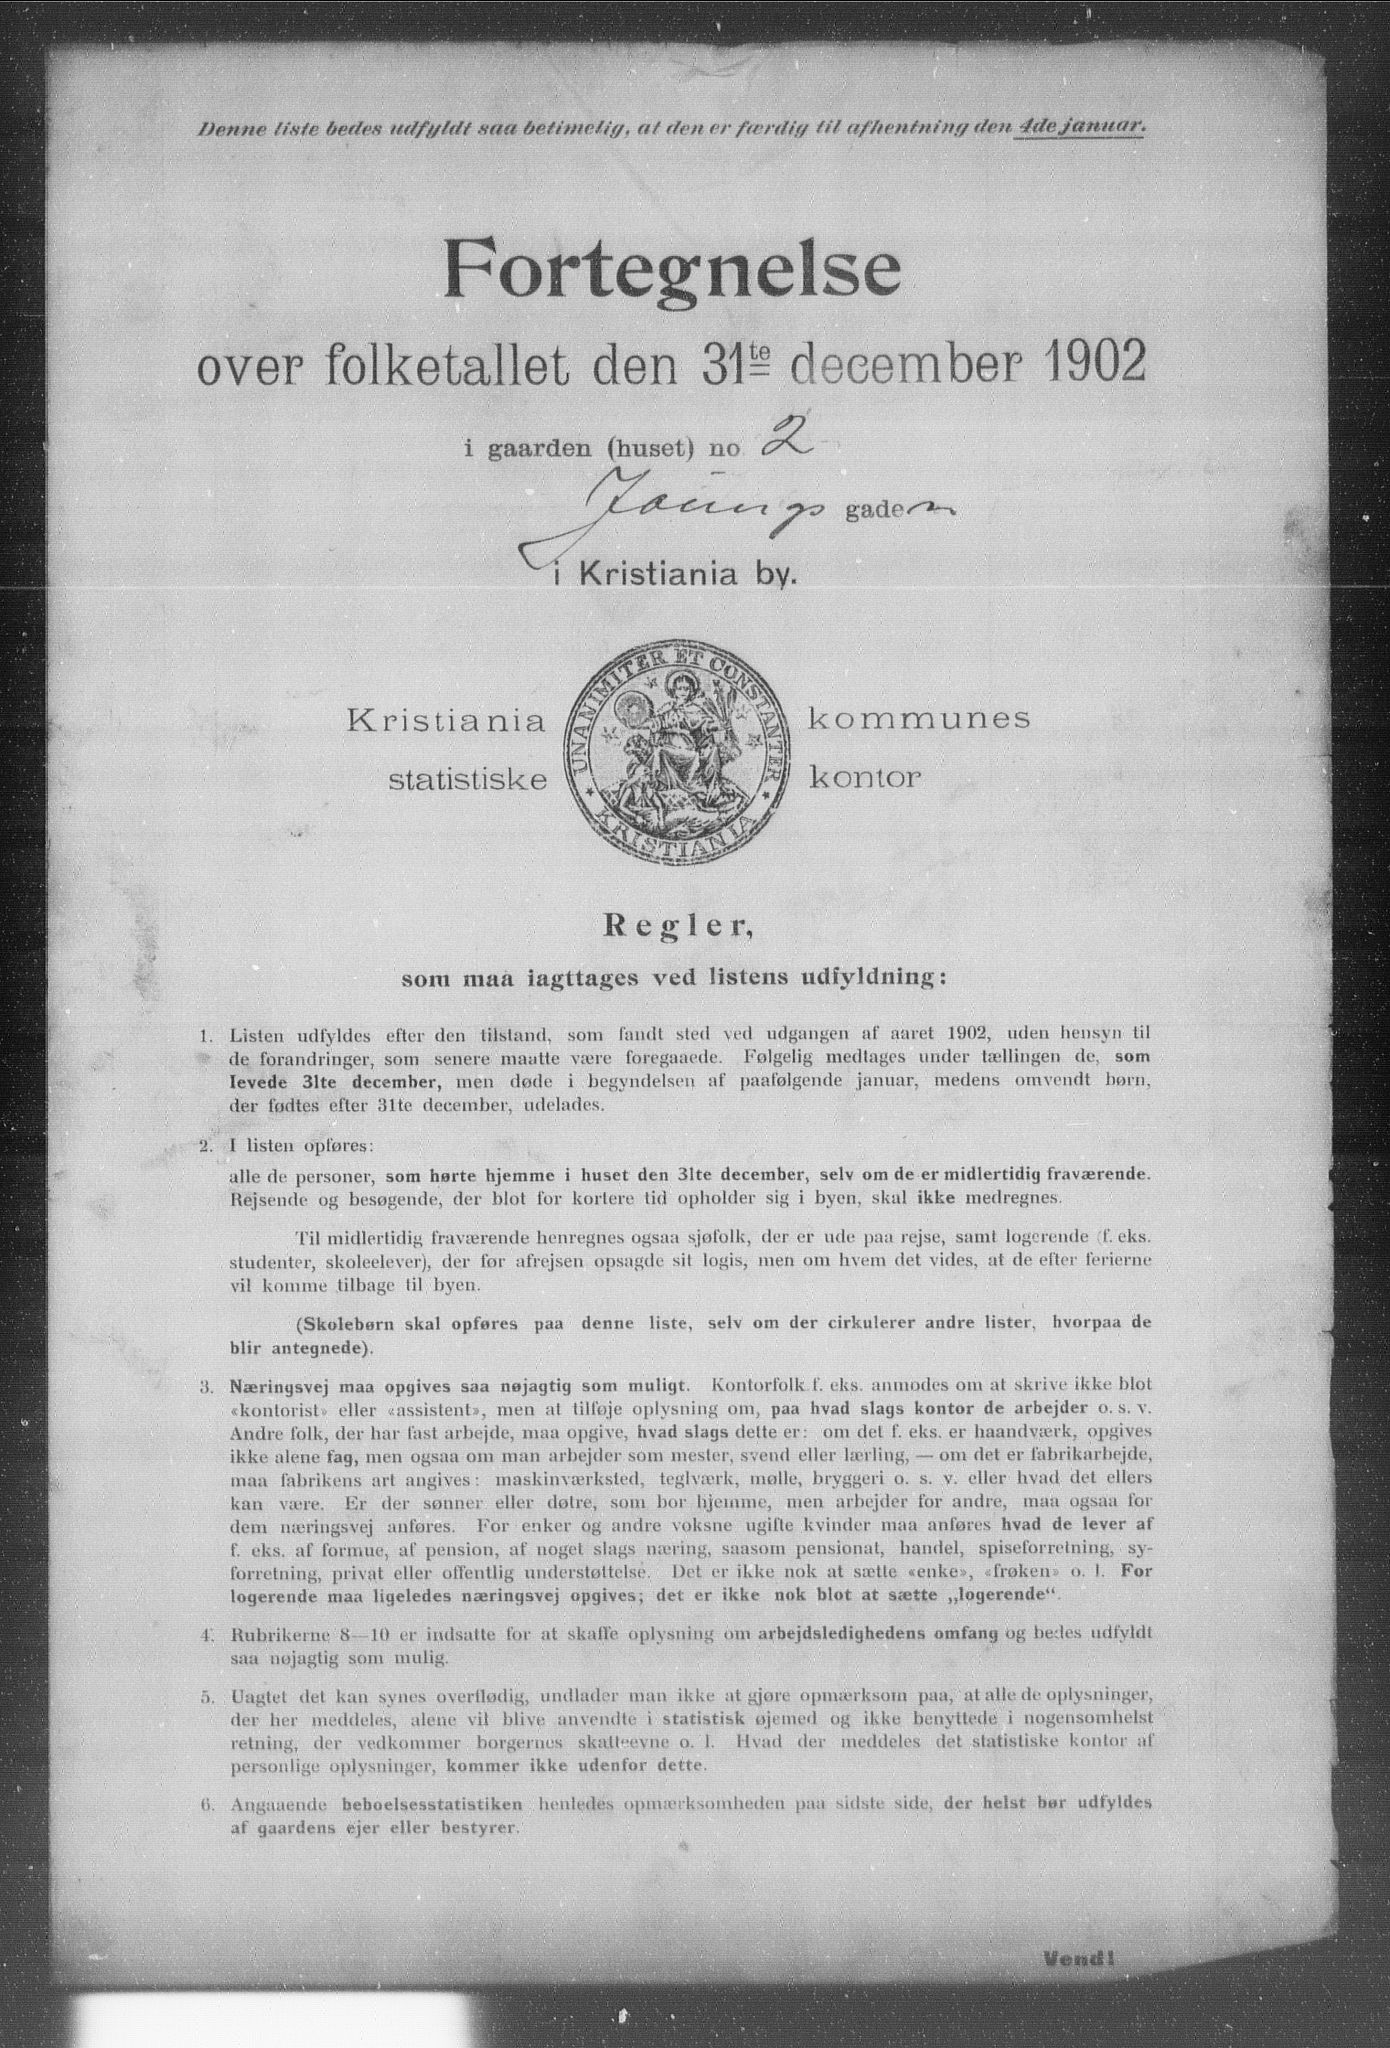 Denne liste bedes udfyldt saa betimelig, at den er færdig til afhentning den 4de januar.
Fortegnelse
over folketallet den 31te december 1902
i gaarden (huset) no 2
Joungs gaden
i Kristiania by.
Kristiania kommunes
statistiske kontor
UNANIMITER ET CONSTANTER
KRISTIANIA
Regler,
som maa iagttages ved listens udfyldning:
1. Listen udfyldes efter den tilstand, som fandt sted ved udgangen af aaret 1902, uden hensyn til
de forandringer, som senere maatte være foregaaede. Følgelig medtages under tællingen de, som
levede 31te december, men døde i begyndelsen af paafølgende januar, medens omvendt børn,
der fødtes efter 31te december, udelades.
2. I listen opføres:
alle de personer, som hørte hjemme i huset den 31te december, selv om de er midlertidig fraværende.
Rejsende og besøgende, der blot for kortere tid opholder sig i byen, skal ikke medregnes.
Til midlertidig fraværende henregnes ogsaa sjøfolk, der er ude paa rejse, samt logerende (f. eks.
studenter, skoleelever), der før afrejsen opsagde sit logis, men om hvem det vides, at de efter ferierne
vil komme tilbage til byen.
(Skolebørn skal opføres paa denne liste, selv om der cirkulerer andre lister, hvorpaa de
blir antegnede).
3. Næringsvej maa opgives saa nøjagtig som muligt. Kontorfolk f. eks. anmodes om at skrive ikke blot
«kontorist» eller «assistent», men at tilføje oplysning om, paa hvad slags kontor de arbejder o. s. v.
Andre folk, der har fast arbejde, maa opgive, hvad slags dette er: om det f. eks. er haandværk, opgives
ikke alene fag, men ogsaa om man arbejder som mester, svend eller lærling, — om det er fabrikarbejde,
maa fabrikens art angives: maskinværksted, teglværk, mølle, bryggeri o. s. v. eller hvad det ellers
kan være. Er der sønner eller døtre, som bor hjemme, men arbejder for andre, maa ogsaa for
dem næringsvej anføres. For enker og andre voksne ugifte kvinder maa anføres hvad de lever af
f. eks. af formue, af pension, af noget slags næring, saasom pensionat, handel, spiseforretning, sy-
forretning, privat eller offentlig understøttelse. Det er ikke nok at sætte «enke», «frøken» o. l. For
logerende maa ligeledes næringsvej opgives; det er ikke nok blot at sætte „logerende“.
4. Rubrikerne 8—10 er indsatte for at skaffe oplysning om arbejdsledighedens omfang og bedes udfyldt
saa nøjagtig som mulig.
5. Uagtet det kan synes overflødig, undlader man ikke at gjøre opmærksom paa, at alle de oplysninger,
der her meddeles, alene vil blive anvendte i statistisk øjemed og ikke benyttede i nogensomhelst
retning, der vedkommer borgernes skatteevne o. l. Hvad der meddeles det statistiske kontor af
personlige oplysninger, kommer ikke udenfor dette.
6. Angaaende beboelsesstatistiken henledes opmærksomheden paa sidste side, der helst bør udfyldes
af gaardens ejer eller bestyrer.
Vend!